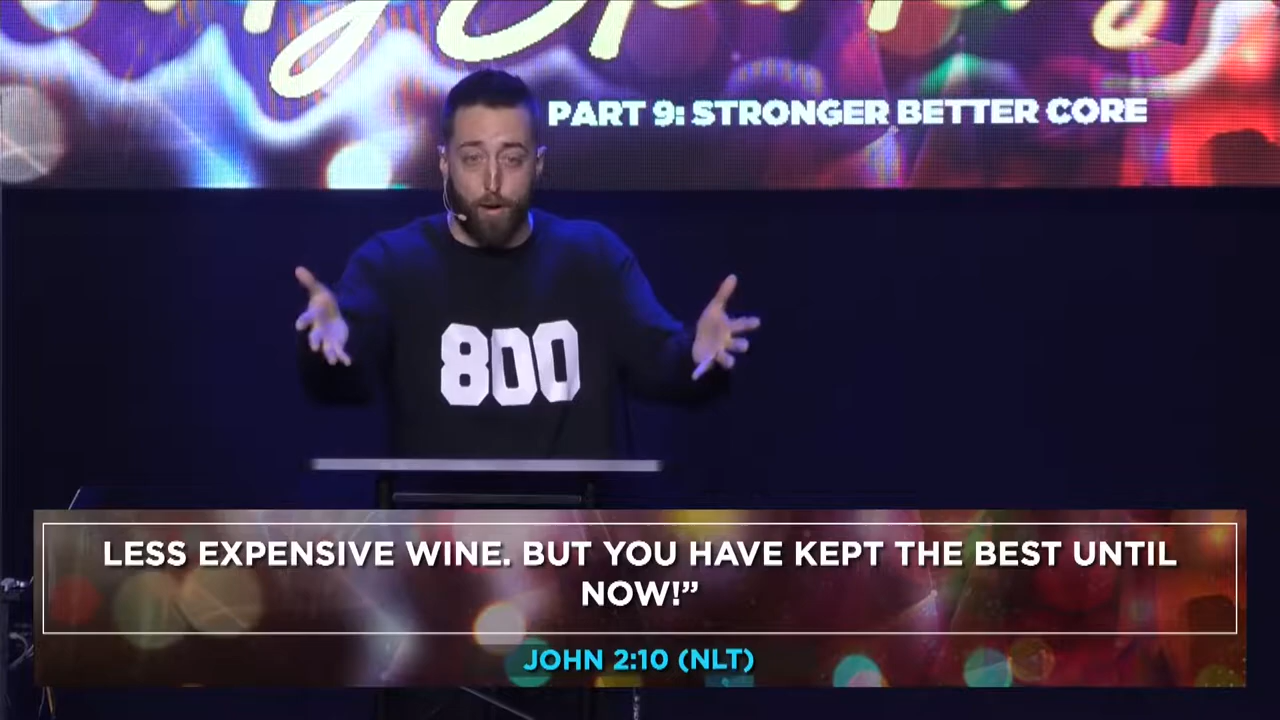 PART 9: STRONGER BETTER CORE
800
LESS EXPENSIVE WINE. BUT YOU HAVE KEPT THE BEST UNTIL
NOW!”
JOHN 2:10 (NLT)